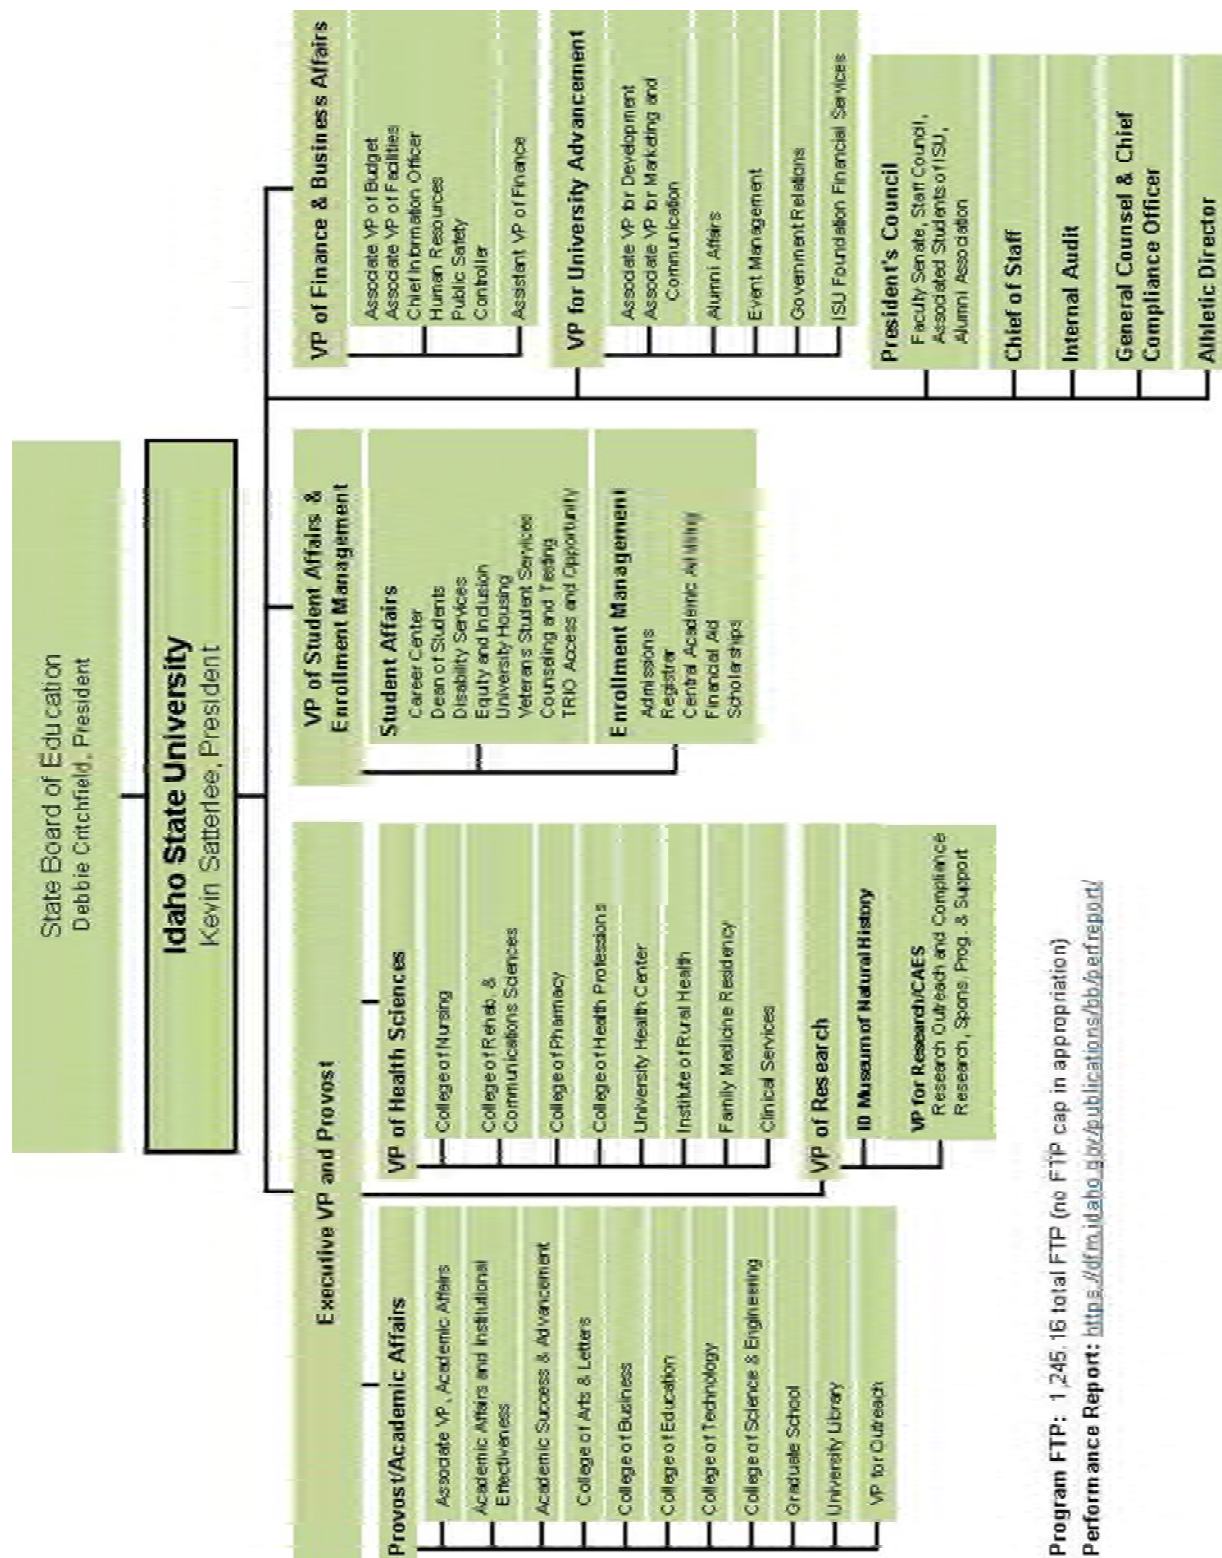 State Board of Education
Debbie Critchfield, President
Idaho State University
Kevin Satterlee, President
Executive VP and Provost
Provost/Academic Affairs
Associate VP, Academic Affairs
Academic Affairs and Institutional
Effectiveness
Academic Success & Advancement
College of Arts & Letters
College of Business
College of Education
College of Technology
College of Science & Engineering
Graduate School
University Library
VP for Outreach
VP of Health Sciences
College of Nursing
College of Rehab. &
Communications Sciences
College of Pharmacy
College of Health Professions
University Health Center
Institute of Rural Health
Family Medicine Residency
Clinical Services
VP of Research
ID Museum of Natural History
VP for Research/CAES
Research Outreach and Compliance
Research, Spons. Prog. & Support
VP of Student Affairs &
Enrollment Management
Student Affairs
Career Center
Dean of Students
Disability Services
Equity and Inclusion
University Housing
Veterans Student Services
Counseling and Testing
TRIO Access and Opportunity
Enrollment Management
Admissions
Registrar
Central Academic
Financial Aid
Scholarships
VP of Finance & Business Affairs
Associate VP of Budget
Associate VP of Facilities
Chief Information Officer
Human Resources
Public Safety
Controller
Assistant VP of Finance
VP for University Advancement
Associate VP for Development
Associate VP for Marketing and
Communication
Alumni Affairs
Event Management
Government Relations
ISU Foundation Financial Services
President's Council
Faculty Senate, Staff Council,
Associated Students of ISU,
Alumni Association
Chief of Staff
Internal Audit
General Counsel & Chief
Compliance Officer
Athletic Director
Program FTP: 1,245.16 total FTP (no FTP cap in appropriation)
Performance Report: https://dfm.idaho.gov/publications/bb/perfreport/